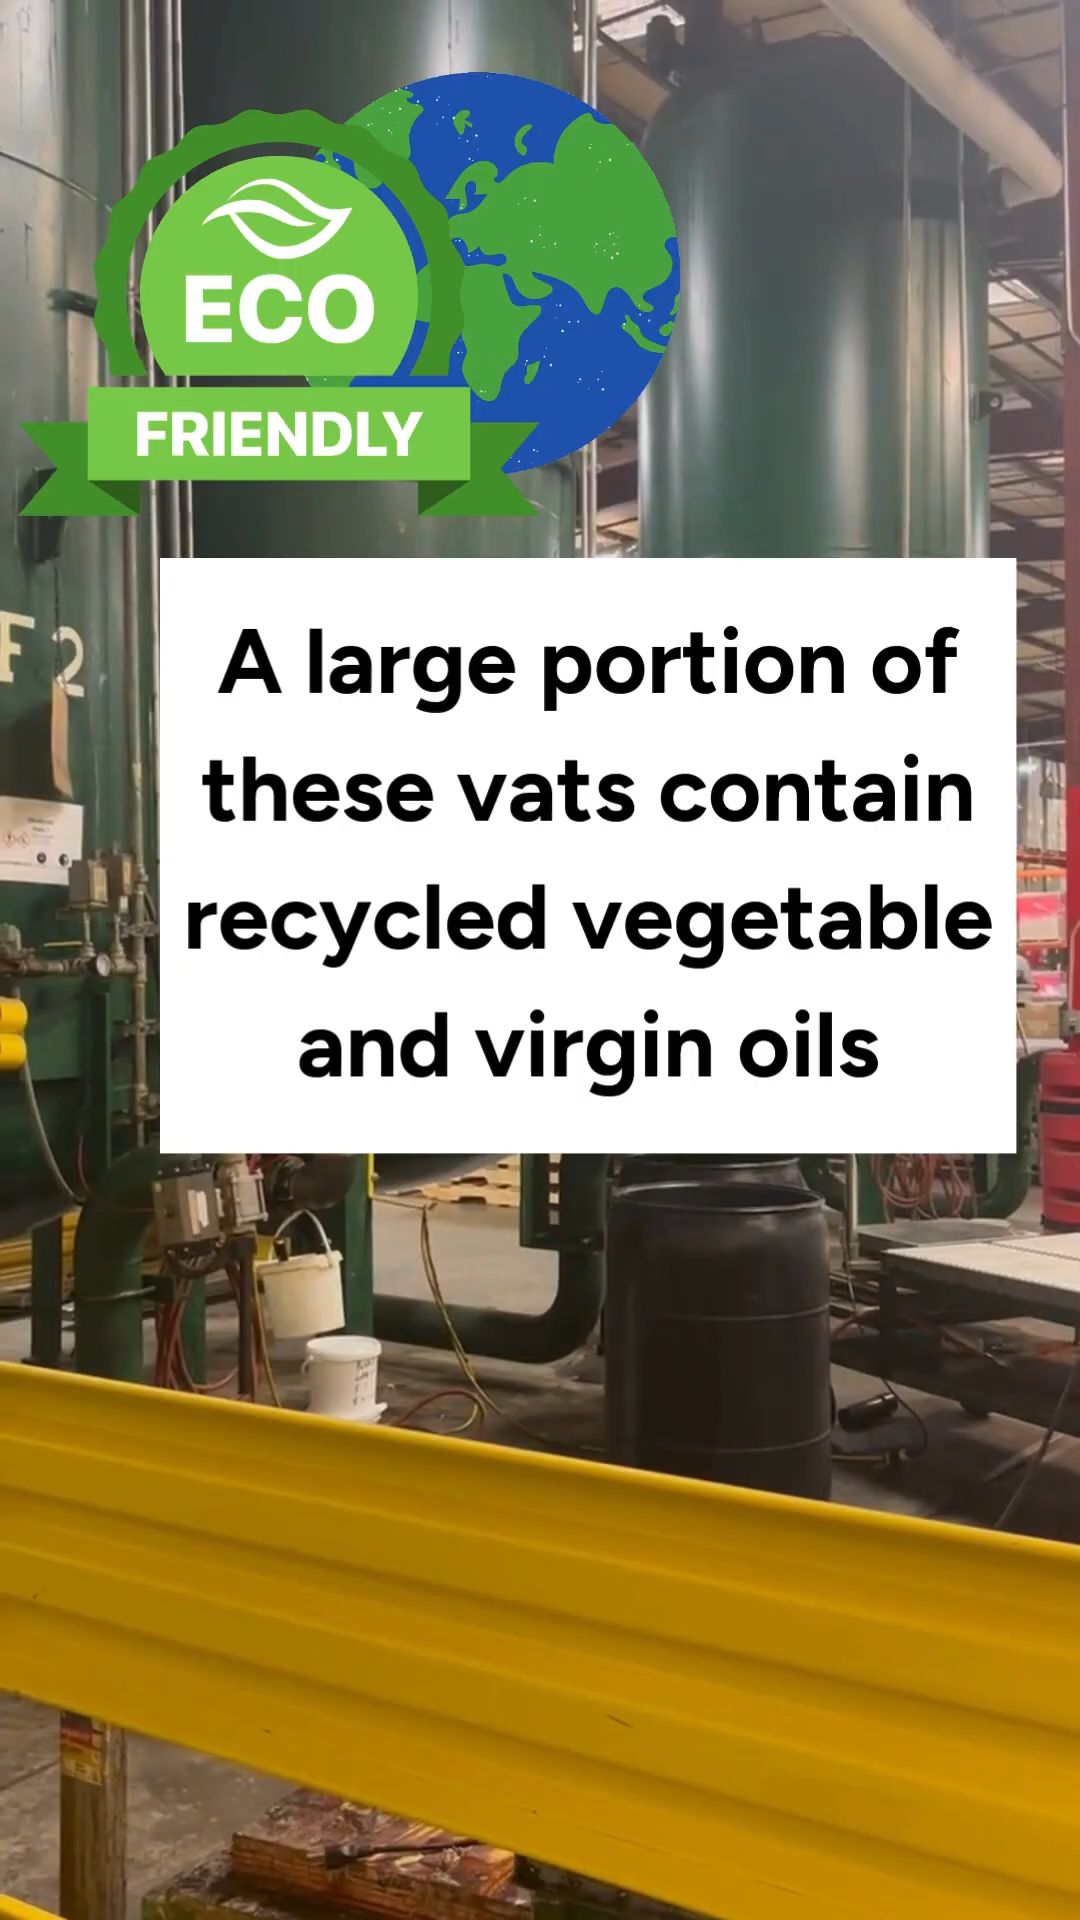 ECO
FRIENDLY
A large portion of
these vats contain
recycled vegetable
and virgin oils
F 2